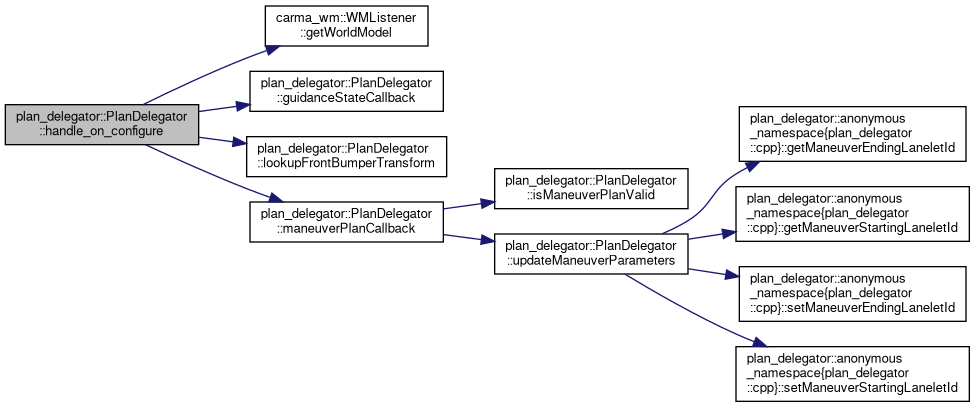 plan_delegator::PlanDelegator
::handle_on_configure
carma_wm::WMListener
::getWorldModel
plan_delegator::PlanDelegator
::guidanceStateCallback
plan_delegator::PlanDelegator
::lookupFrontBumperTransform
plan_delegator::PlanDelegator
::maneuverPlanCallback
plan_delegator::PlanDelegator
::isManeuverPlanValid
plan_delegator::PlanDelegator
::updateManeuverParameters
plan_delegator::anonymous
_namespace{plan_delegator
::cpp}::getManeuverEndingLaneletId
plan_delegator::anonymous
_namespace{plan_delegator
::cpp}::getManeuverStartingLaneletId
plan_delegator::anonymous
_namespace{plan_delegator
::cpp}::setManeuverEndingLaneletId
plan_delegator::anonymous
_namespace{plan_delegator
::cpp}::setManeuverStartingLaneletId